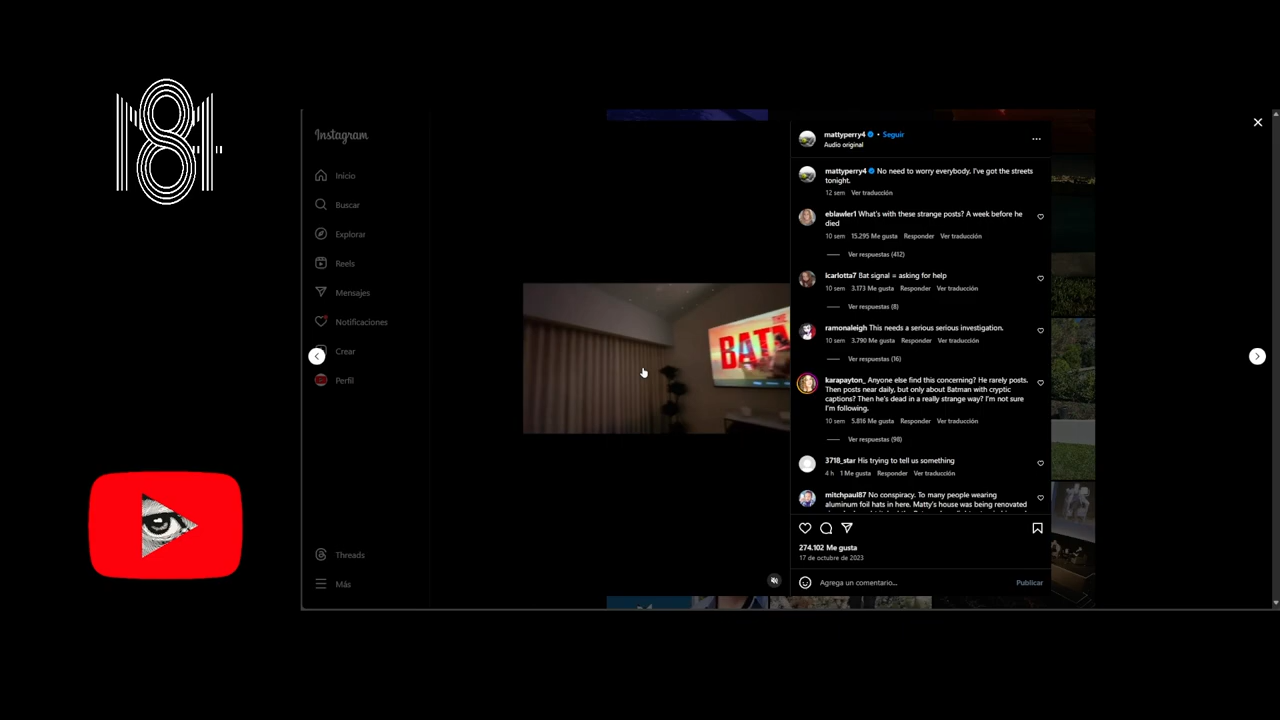 181
Instagram
Inicio
Buscar
Explorar
Reels
Mensajes
Notificaciones
Crear
Perfil
Threads
Más
BAT
mattyperry4 • Seguir
Audio original
mattyperry4 No need to worry everybody, I've got the streets
tonight.
12 sem Ver traducción
eblawler1 What's with these strange posts? A week before he
died
10 sem 15.295 Me gusta Responder Ver traducción
Ver respuestas (412)
lcarlotta7 Bat signal = asking for help
10 sem 3.173 Me gusta Responder Ver traducción
Ver respuestas (8)
ramonaleigh This needs a serious serious investigation.
10 sem 3.790 Me gusta Responder Ver traducción
Ver respuestas (16)
karapayton_ Anyone else find this concerning? He rarely posts.
Then posts near daily, but only about Batman with cryptic
captions? Then he's dead in a really strange way? I'm not sure
I'm following.
10 sem 5.816 Me gusta Responder Ver traducción
Ver respuestas (98)
3718_star His trying to tell us something
4 h 1 Me gusta Responder Ver traducción
mitchpaul87 No conspiracy. To many people wearing
aluminum foil hats in here. Matty's house was being renovated
274.102 Me gusta
17 de octubre de 2023
Agrega un comentario...
Publicar